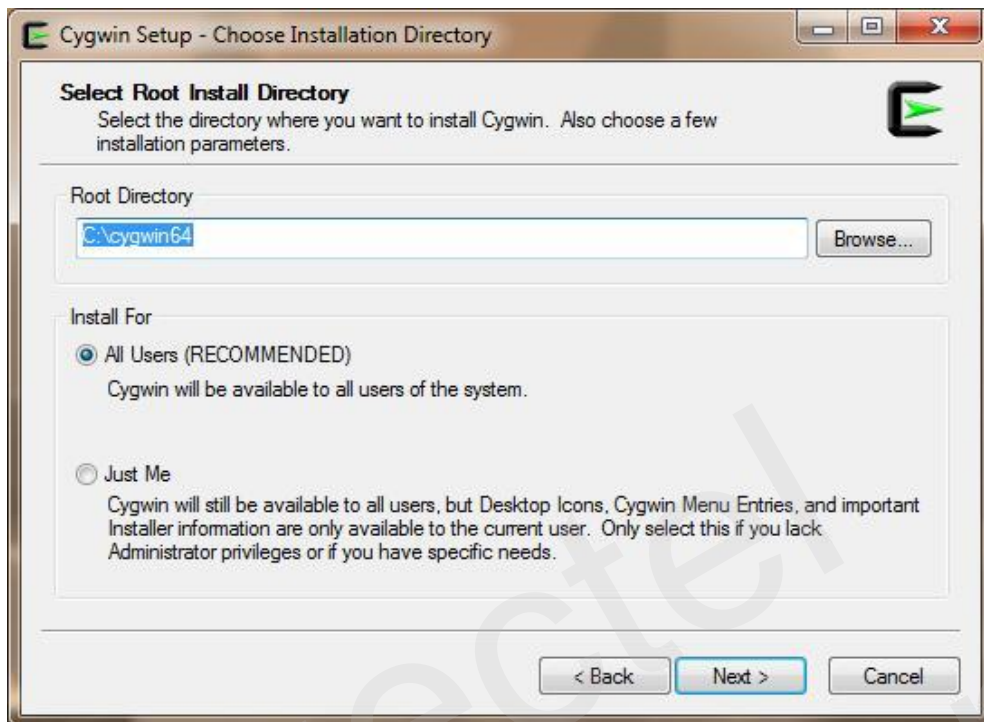 Cygwin Setup - Choose Installation Directory
Select Root Install Directory
Select the directory where you want to install Cygwin. Also choose a few
installation parameters.
Root Directory
C:\cygwin64
Browse...
Install For
All Users (RECOMMENDED)
Cygwin will be available to all users of the system.
Just Me
Cygwin will still be available to all users, but Desktop Icons, Cygwin Menu Entries, and important
Installer information are only available to the current user. Only select this if you lack
Administrator privileges or if you have specific needs.
< Back
Next >
Cancel